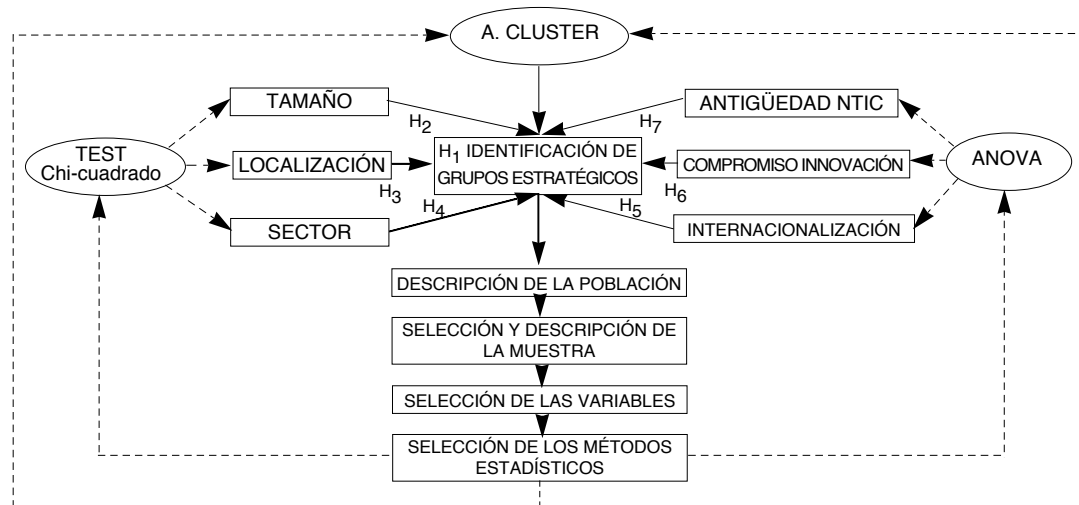 A. CLUSTER
TAMAÑO
ANTIGÜEDAD NTIC
H2
H7
TEST
Chi-cuadrado
LOCALIZACIÓN
H1 IDENTIFICACIÓN DE
GRUPOS ESTRATÉGICOS
COMPROMISO INNOVACIÓN
ANOVA
H3
H6
H4
H5
SECTOR
INTERNACIONALIZACIÓN
DESCRIPCIÓN DE LA POBLACIÓN
SELECCIÓN Y DESCRIPCIÓN DE
LA MUESTRA
SELECCIÓN DE LAS VARIABLES
SELECCIÓN DE LOS MÉTODOS
ESTADÍSTICOS